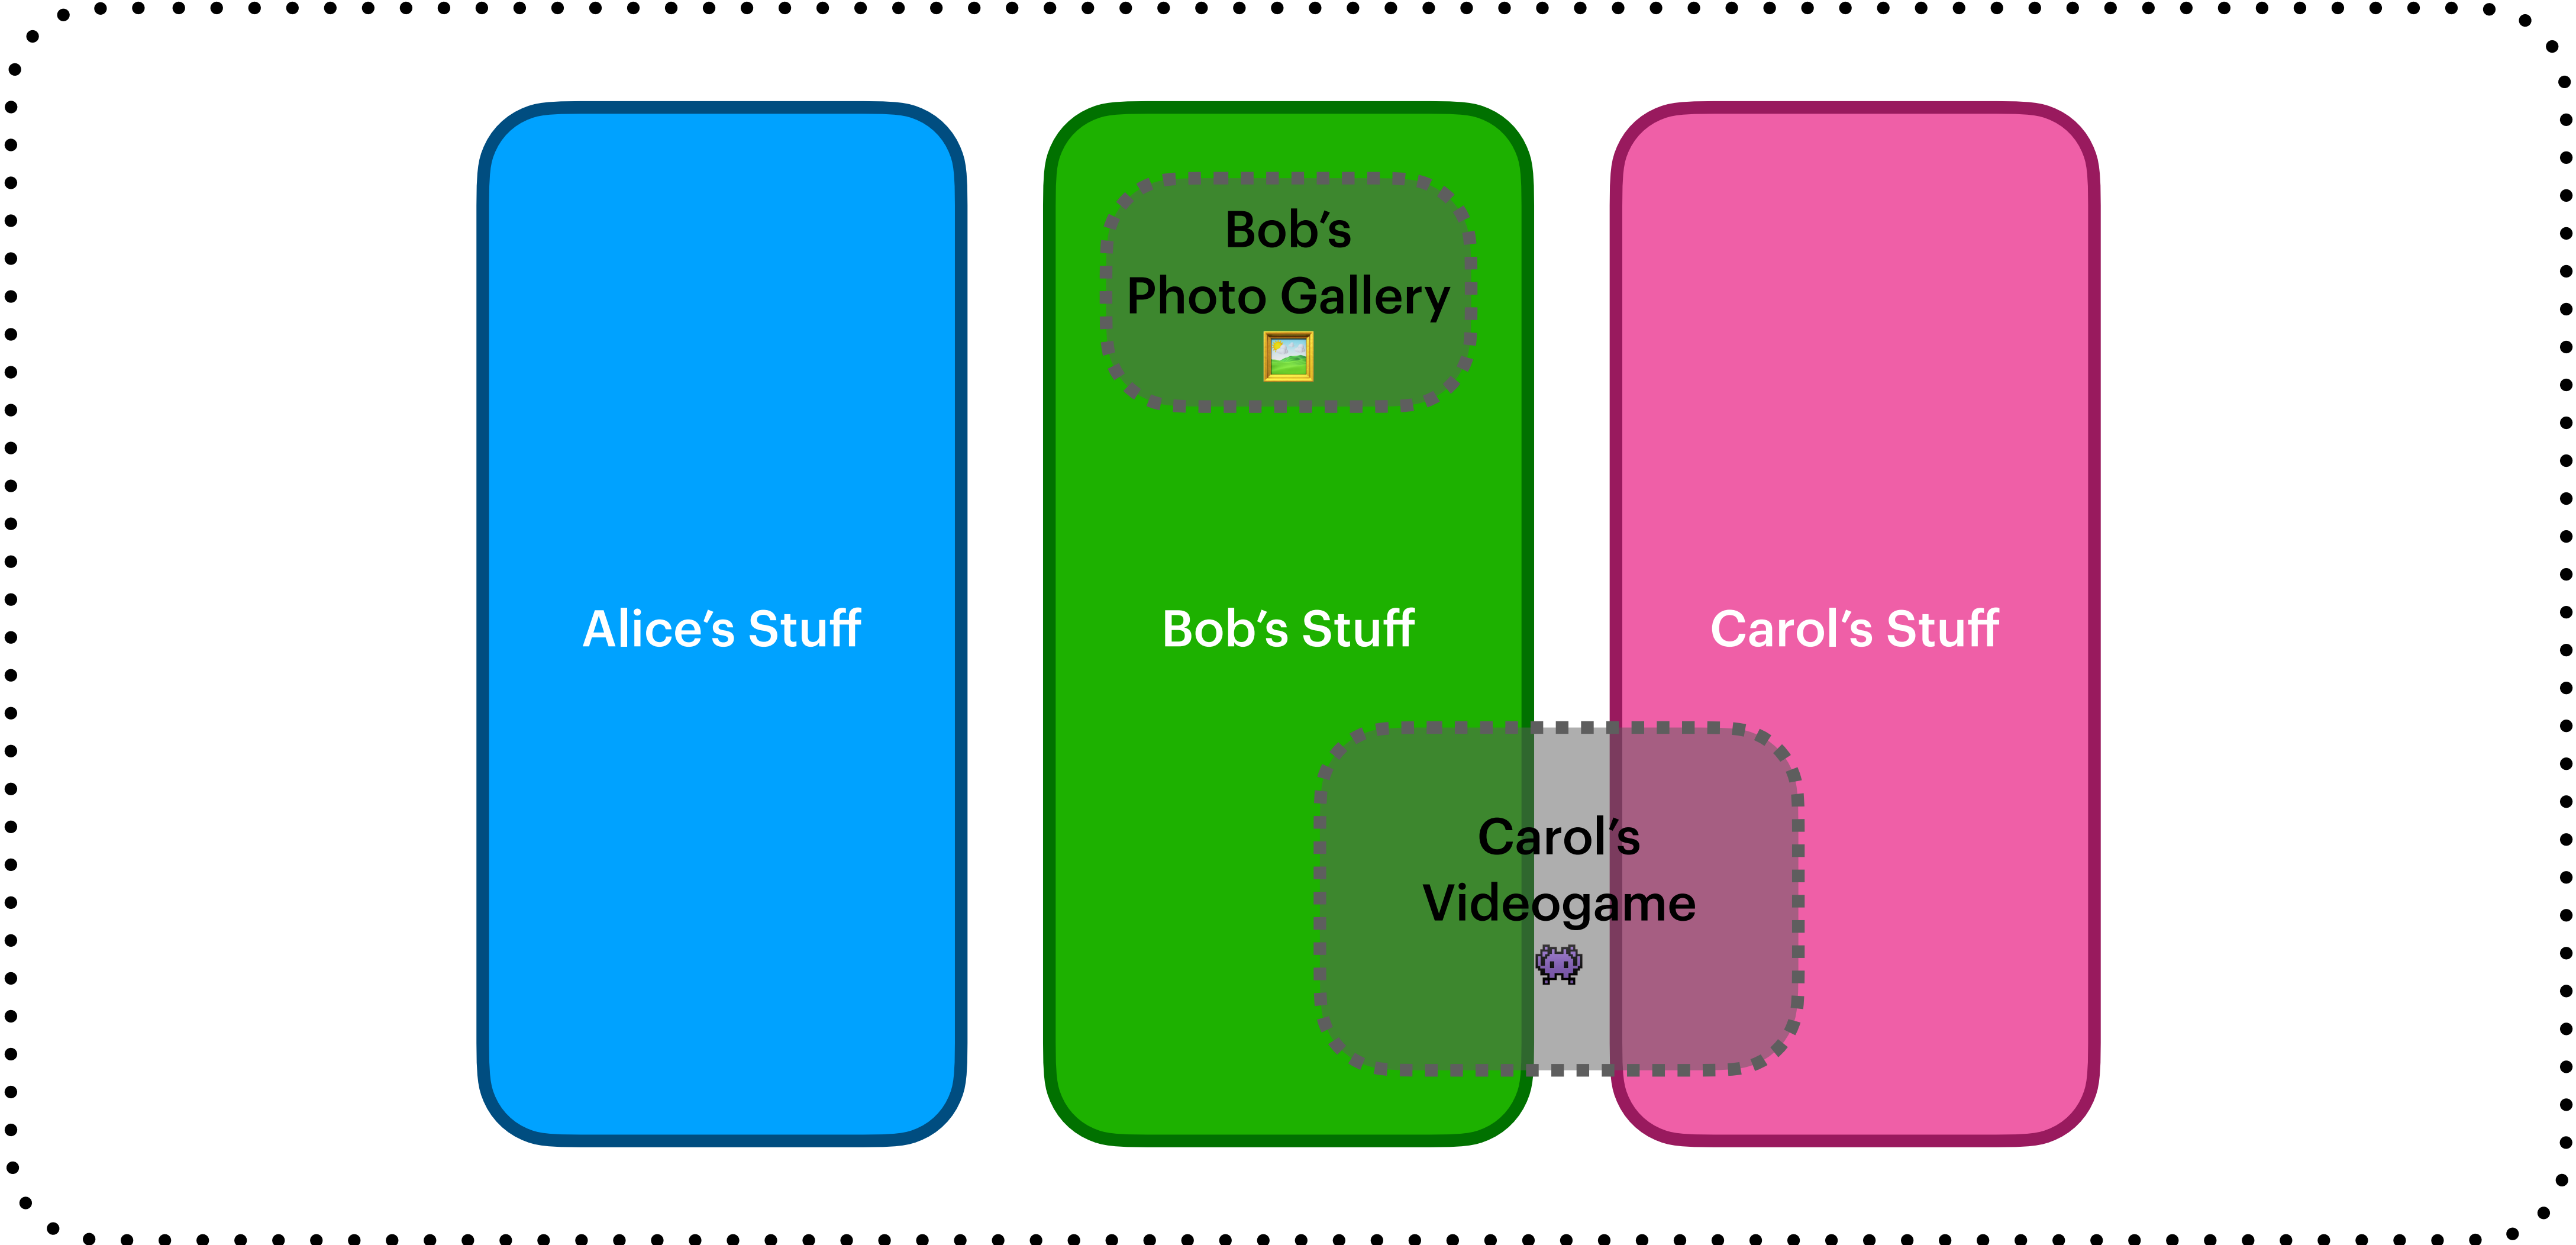 Bob’s
Photo Gallery
Alice’s Stuff
Bob’s Stuff
Carol’s Stuff
Carol’s
Videogame